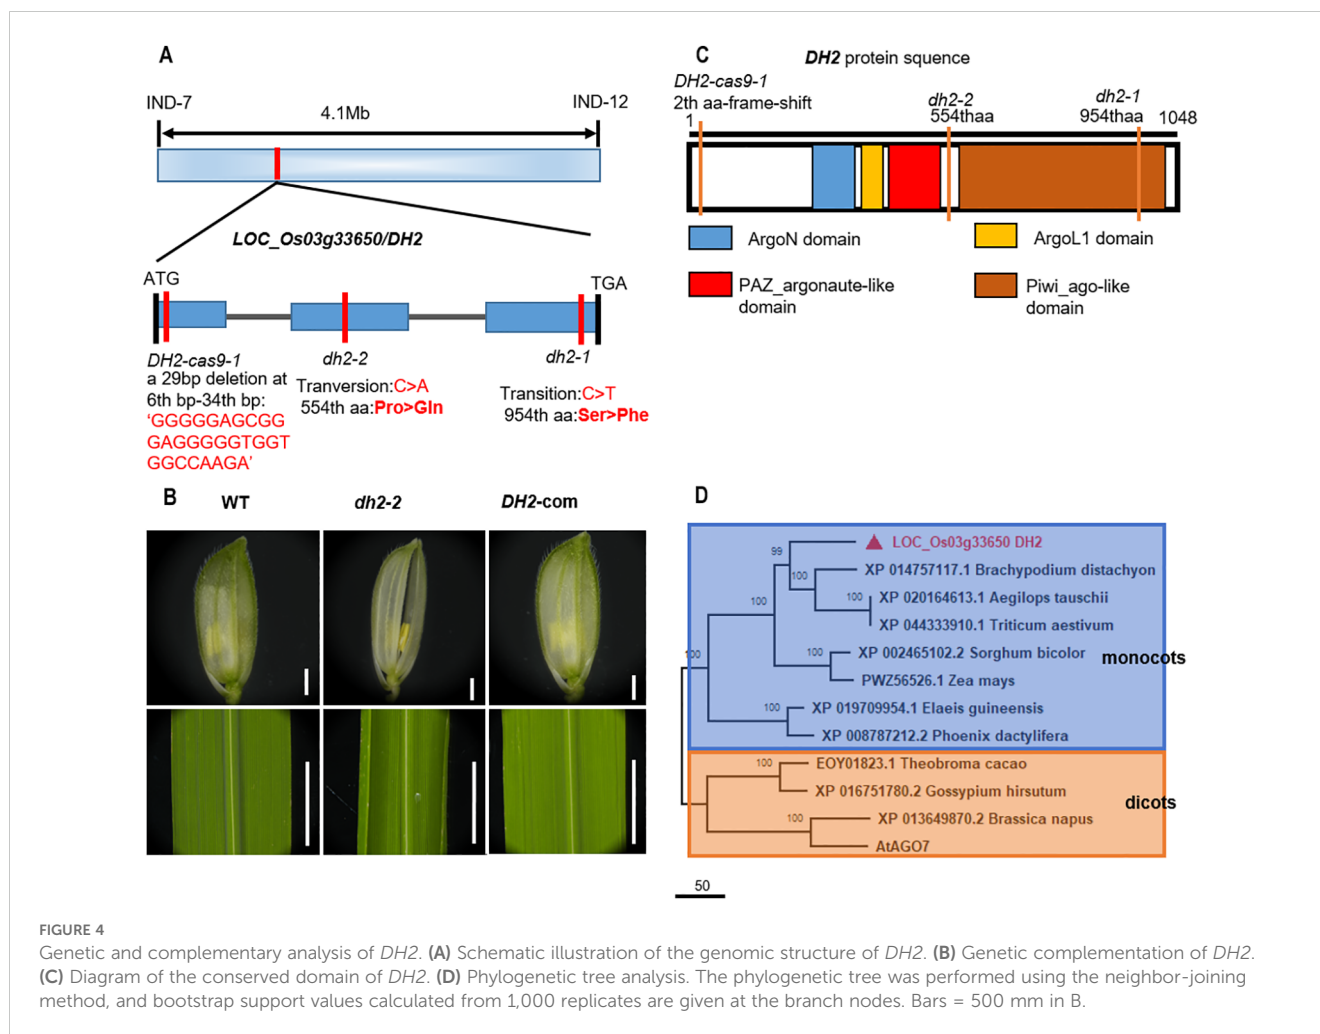 A
IND-7
IND-12
4.1Mb
LOC_Os03g33650/DH2
ATG
TGA
DH2-cas9-1
a 29bp deletion at
6th bp-34th bp:
‘GGGGGAGCGG
GAGGGGGTGGT
GGCCAAGA’
dh2-2
Tranversion:C>A
554th aa:Pro>Gln
dh2-1
Transition:C>T
954th aa:Ser>Phe
C
DH2 protein squence
DH2-cas9-1
2th aa-frame-shift
1
dh2-2
554thaa
dh2-1
954thaa
1048
ArgoN domain
ArgoL1 domain
PAZ_argonaute-like
domain
Piwi_ago-like
domain
B
WT
dh2-2
DH2-com
D
99
LOC_Os03g33650 DH2
100
XP 014757117.1 Brachypodium distachyon
100
XP 020164613.1 Aegilops tauschii
XP 044333910.1 Triticum aestivum
100
100
XP 002465102.2 Sorghum bicolor
PWZ56526.1 Zea mays
monocots
100
100
XP 019709954.1 Elaeis guineensis
XP 008787212.2 Phoenix dactylifera
100
EOY01823.1 Theobroma cacao
XP 016751780.2 Gossypium hirsutum
dicots
100
XP 013649870.2 Brassica napus
AtAGO7
50
FIGURE 4
Genetic and complementary analysis of DH2. (A) Schematic illustration of the genomic structure of DH2. (B) Genetic complementation of DH2.
(C) Diagram of the conserved domain of DH2. (D) Phylogenetic tree analysis. The phylogenetic tree was performed using the neighbor-joining
method, and bootstrap support values calculated from 1,000 replicates are given at the branch nodes. Bars = 500 mm in B.